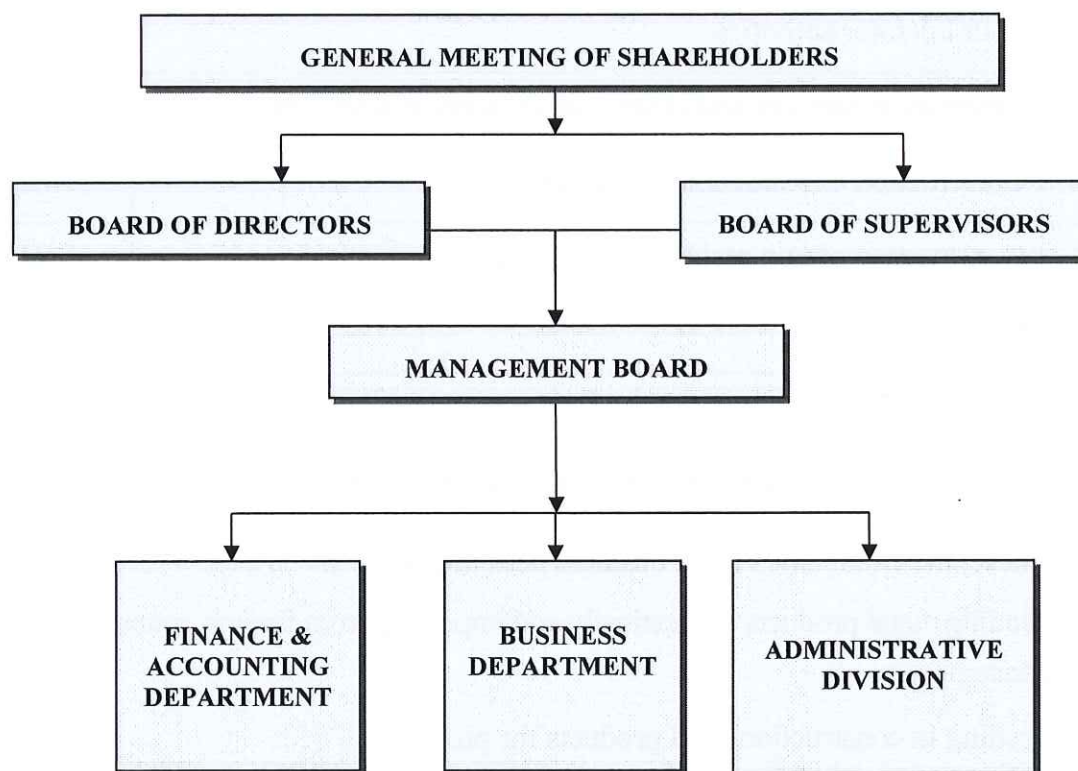 GENERAL MEETING OF SHAREHOLDERS
BOARD OF DIRECTORS
BOARD OF SUPERVISORS
MANAGEMENT BOARD
FINANCE &
ACCOUNTING
DEPARTMENT
BUSINESS
DEPARTMENT
ADMINISTRATIVE
DIVISION